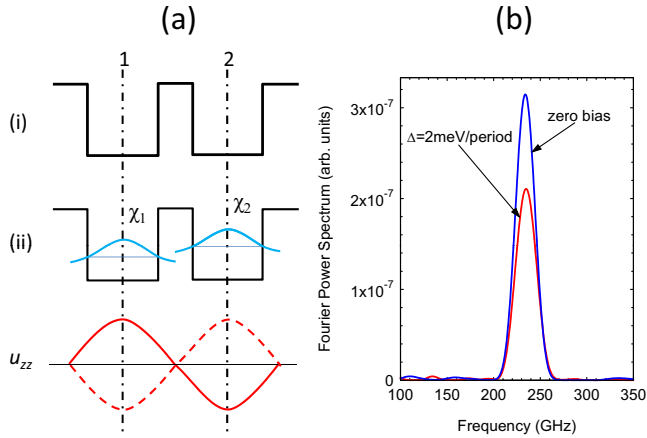 (a)
1 2
(i)
(ii)
χ₁ χ₂
u_zz
(b)
Fourier Power Spectrum (arb. units)
3x10⁻⁷
2x10⁻⁷
1x10⁻⁷
0
zero bias
Δ=2meV/period
100 150 200 250 300 350
Frequency (GHz)